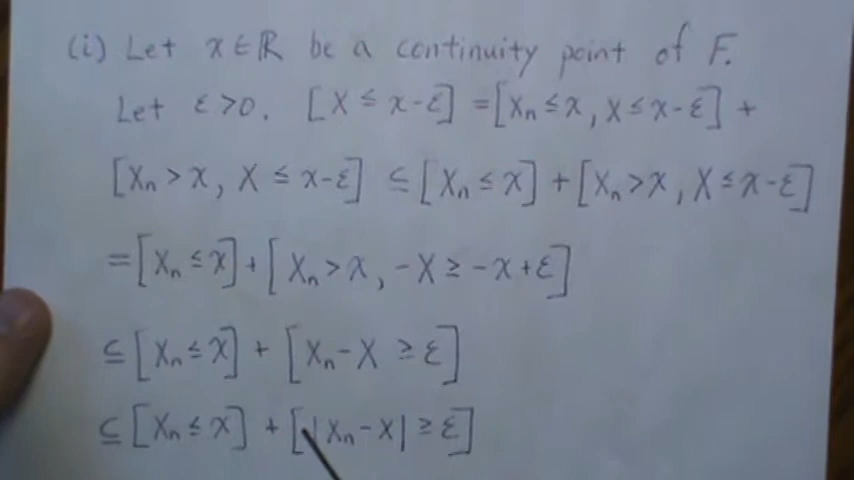 (i) Let x ∈ ℝ be a continuity point of F.
Let ε > 0. [X ≤ x-ε] = [Xn ≤ x, X ≤ x-ε] +
[Xn > x, X ≤ x-ε] ⊆ [Xn ≤ x] + [Xn > x, X ≤ x-ε]
= [Xn ≤ x] + [Xn > x, -X ≥ -x+ε]
⊆ [Xn ≤ x] + [Xn - X ≥ ε]
⊆ [Xn ≤ x] + [|Xn - X| ≥ ε]